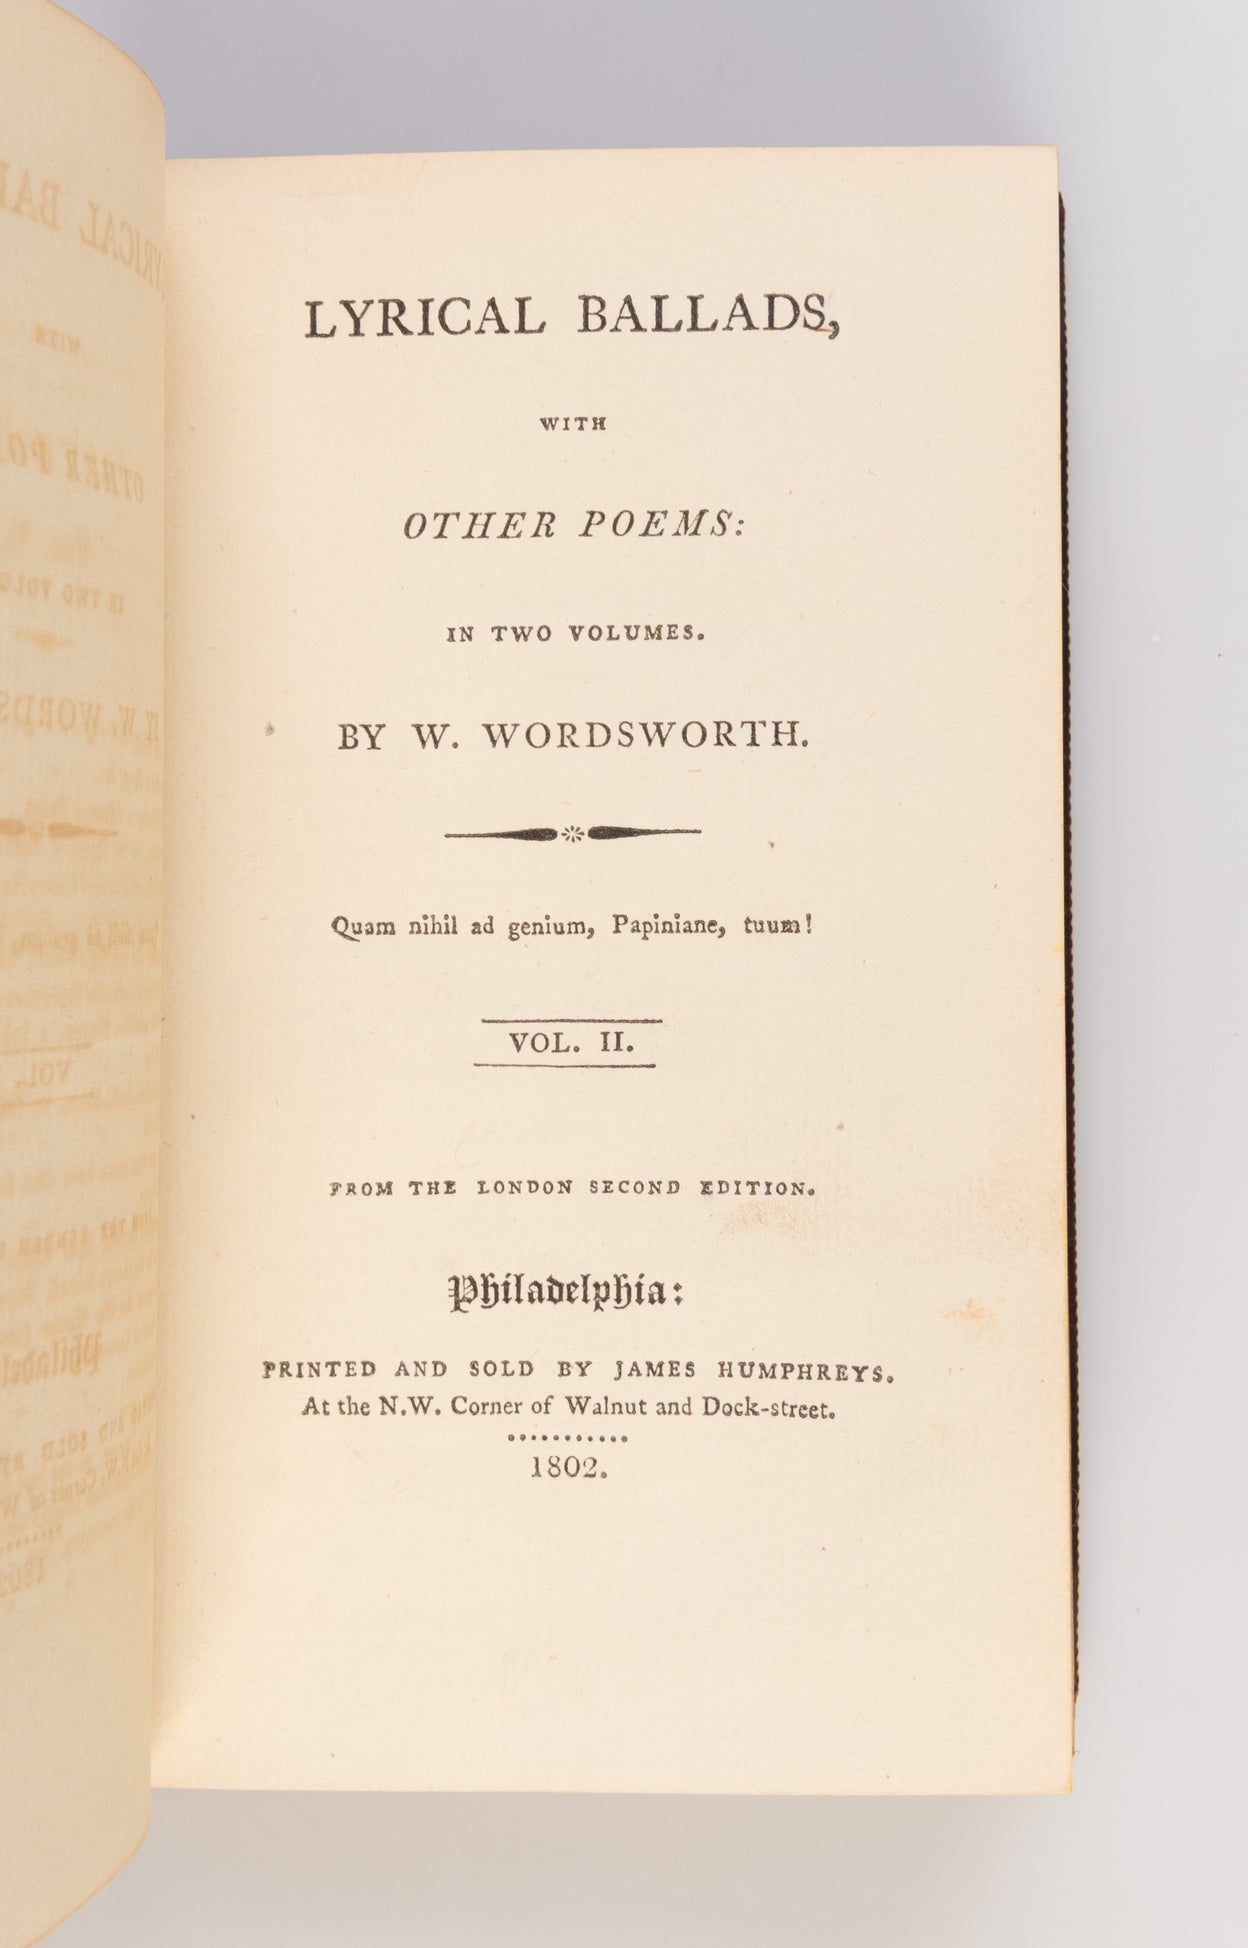 LYRICAL BALLADS,
WITH
OTHER POEMS:
IN TWO VOLUMES.
BY W. WORDSWORTH.
Quam nihil ad genium, Papiniane, tuum!
VOL. II.
FROM THE LONDON SECOND EDITION.
Philadelphia:
PRINTED AND SOLD BY JAMES HUMPHREYS.
At the N.W. Corner of Walnut and Dock-street.
1802.